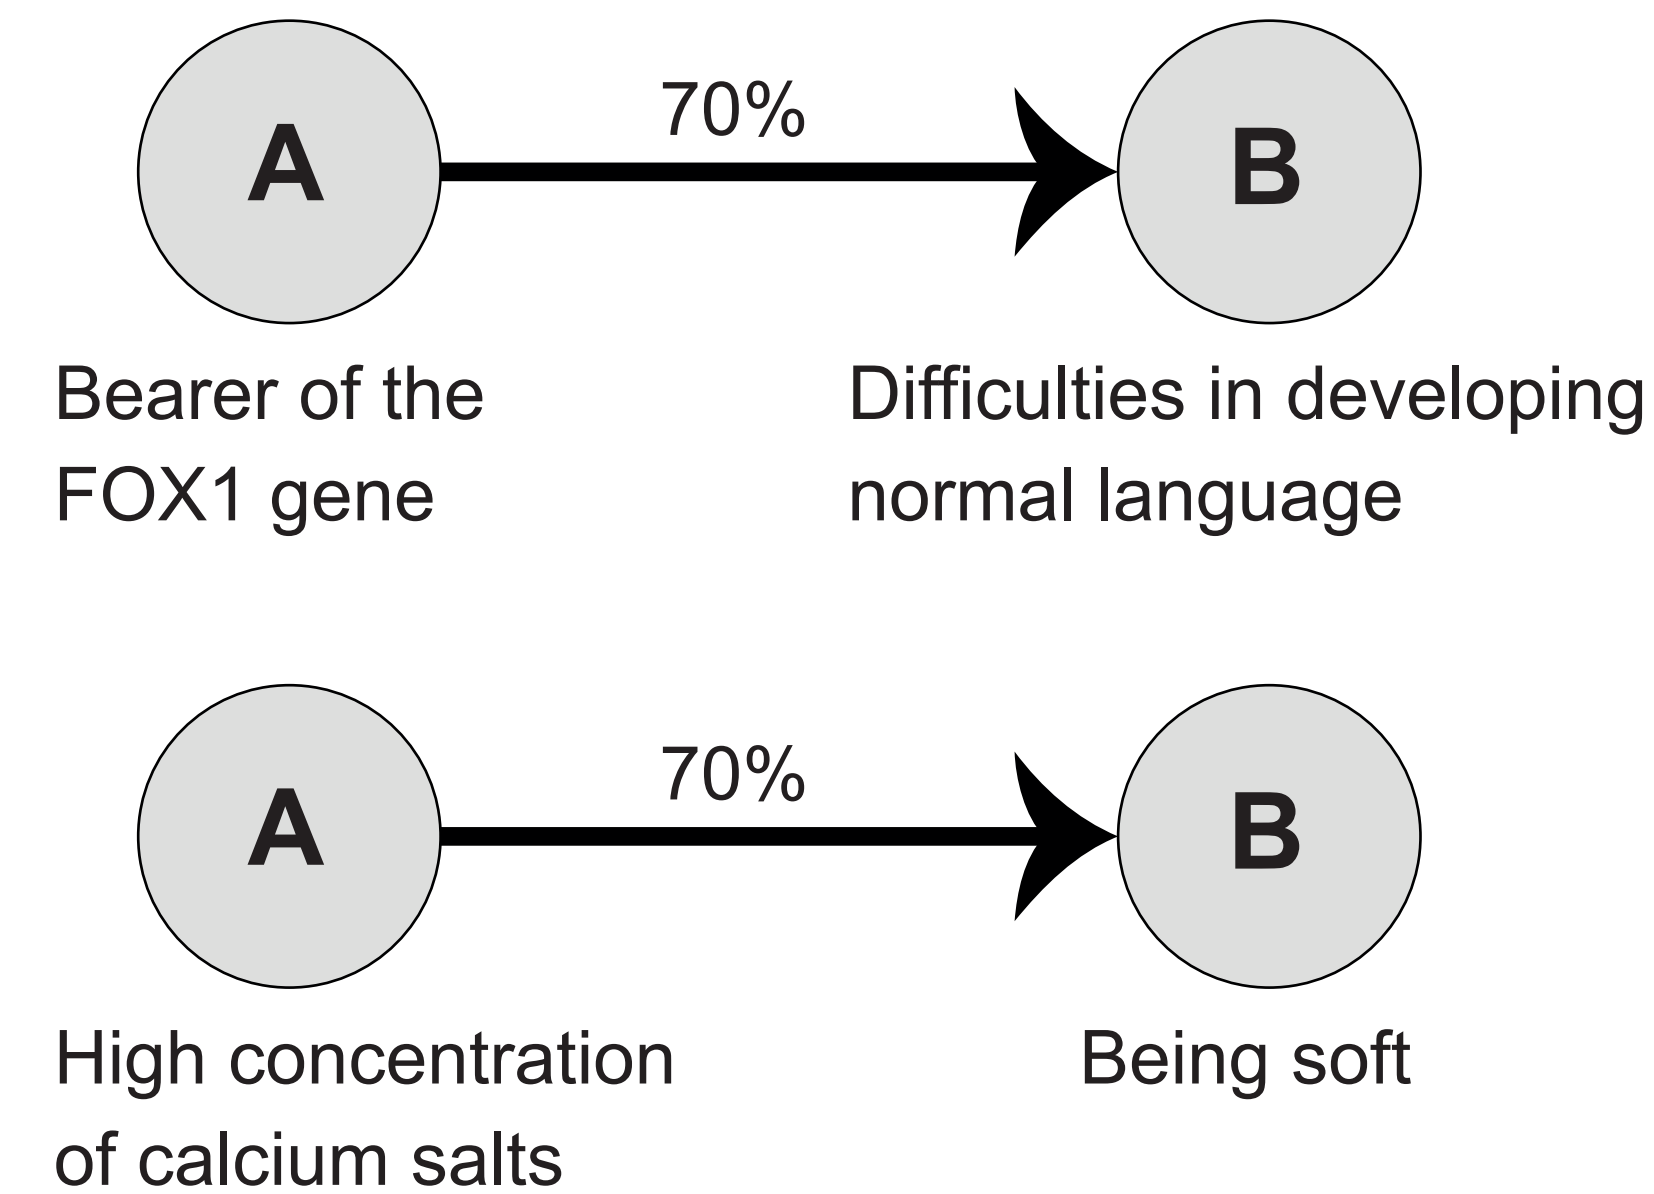 70%
A
B
Bearer of the
FOX1 gene
Difficulties in developing
normal language
70%
A
B
High concentration
of calcium salts
Being soft